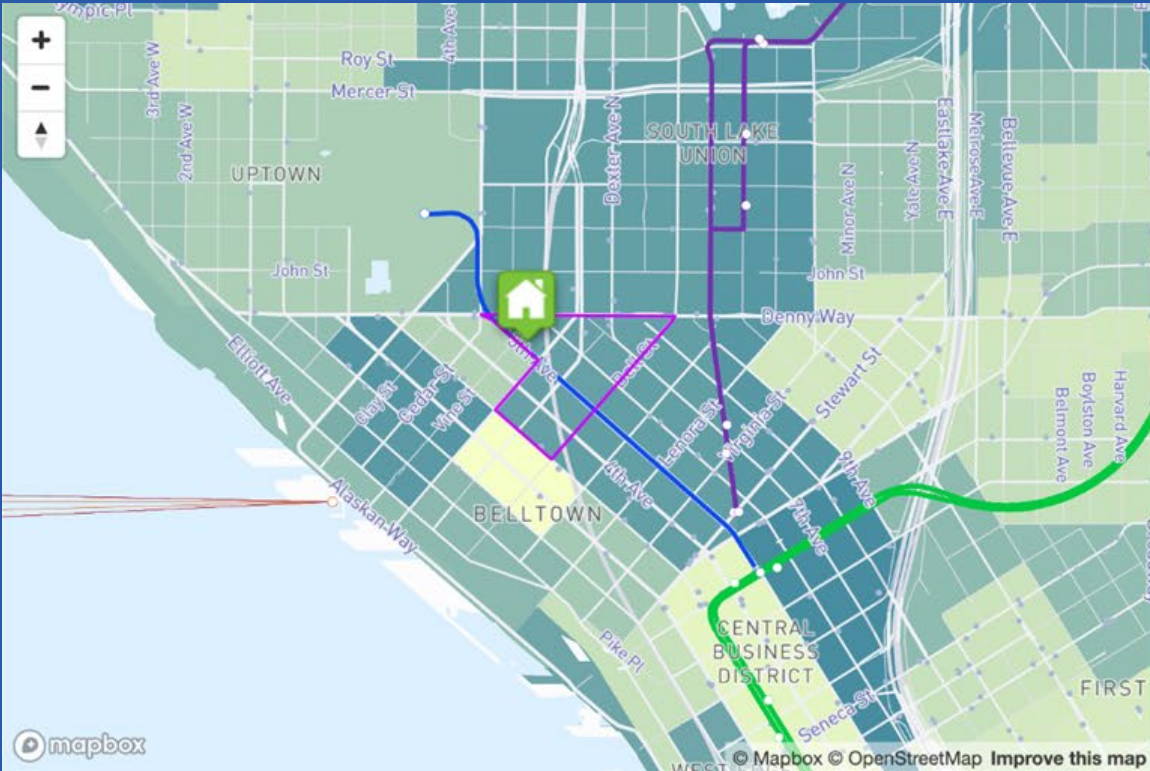 ympic Pl
+
−
3rd Ave W
2nd Ave W
4th Ave
Roy St
Mercer St
UPTOWN
Dexter Ave N
SOUTH LAKE
UNION
Minor Ave N
Yale Ave N
Eastlake Ave E
Melrose Ave E
Bellevue Ave E
John St
John St
Denny Way
5th Ave
Bell St
Elliott Ave
Clay St
Cedar St
Vine St
Lenora St
Virginia St
Stewart St
Harvard Ave
Boylston Ave
Belmont Ave
4th Ave
9th Ave
7th Ave
Alaskan Way
BELLTOWN
CENTRAL
BUSINESS
DISTRICT
Pike Pl
Seneca St
FIRST
WEST EDGE
mapbox
© Mapbox © OpenStreetMap Improve this map